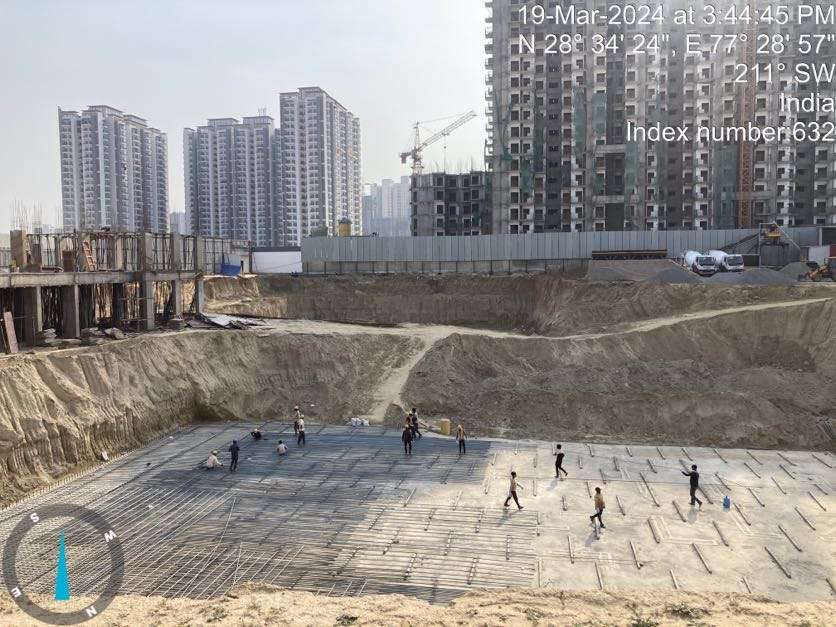 19-Mar-2024 at 3:44:45 PM
N 28° 34' 24", E 77° 28' 57"
211° SW
India
Index number:632
S
W
E
N